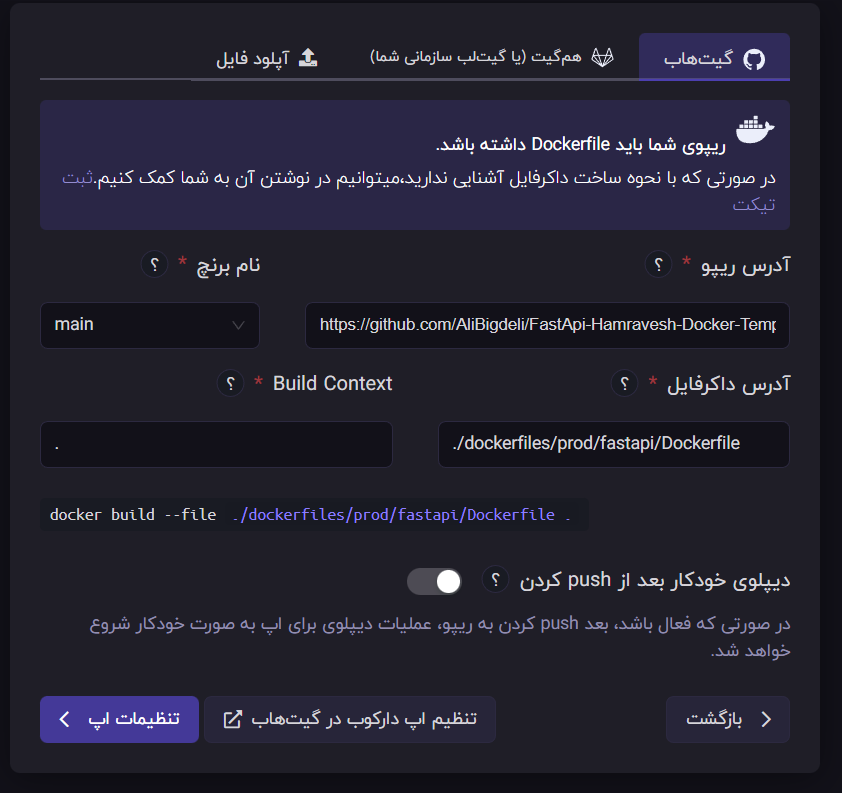 گیت‌هاب
هم‌گیت (یا گیت‌لب سازمانی شما)
آپلود فایل
ریپوی شما باید Dockerfile داشته باشد.
در صورتی که با نحوه ساخت داکرفایل آشنایی ندارید،میتوانیم در نوشتن آن به شما کمک کنیم.ثبت
تیکت
آدرس ریپو * ؟
نام برنچ * ؟
https://github.com/AliBigdeli/FastApi-Hamravesh-Docker-Temp
main
آدرس داکرفایل * ؟
Build Context * ؟
./dockerfiles/prod/fastapi/Dockerfile
.
docker build --file ./dockerfiles/prod/fastapi/Dockerfile .
دیپلوی خودکار بعد از push کردن ؟
در صورتی که فعال باشد، بعد push کردن به ریپو، عملیات دیپلوی برای اپ به صورت خودکار شروع
خواهد شد.
بازگشت
تنظیم اپ دارکوب در گیت‌هاب
تنظیمات اپ